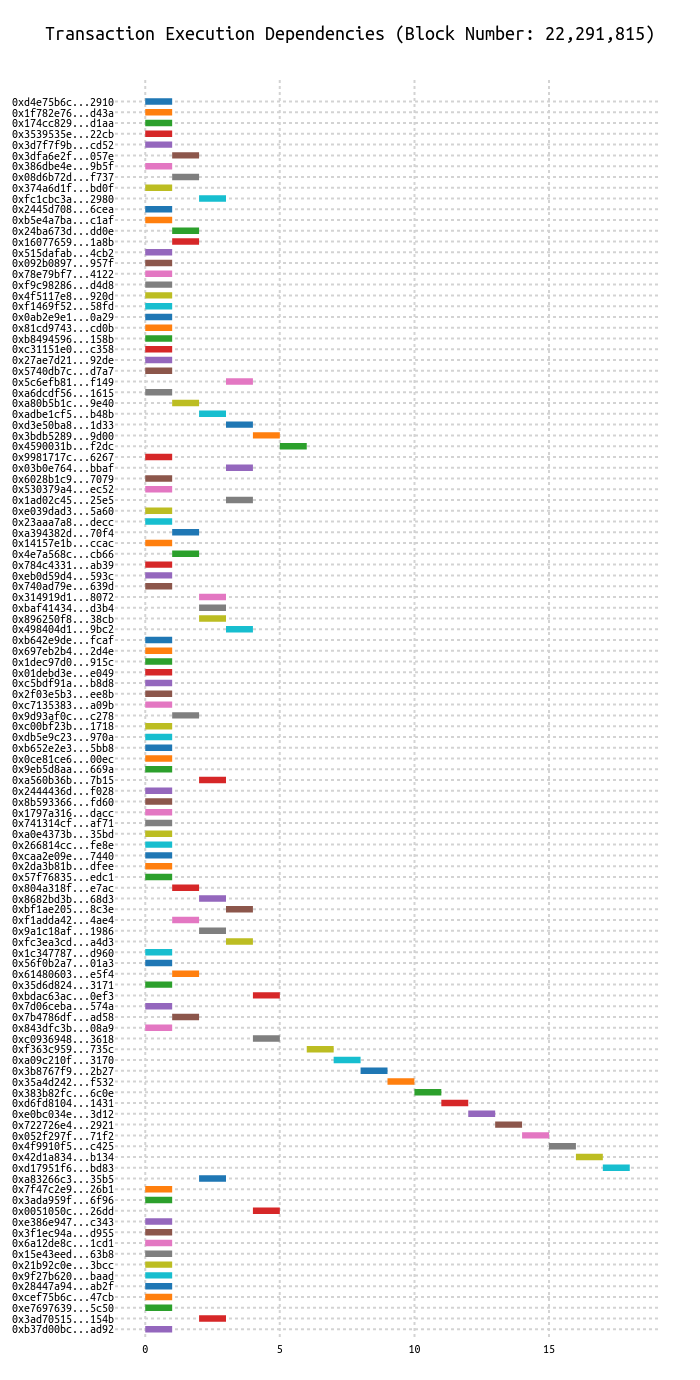 Transaction Execution Dependencies (Block Number: 22,291,815)
0xd4e75b6c...2910
0x1f782e76...d43a
0x174cc829...d1aa
0x3539535e...22cb
0x3d7f7f9b...cd52
0x3dfa6e2f...057e
0x386dbe4e...9b5f
0x08d6b72d...f737
0x374a6d1f...bd0f
0xfc1cbc3a...2980
0x2445d708...6cea
0xb5e4a7ba...c1af
0x24ba673d...dd0e
0x16077659...1a8b
0x515dafab...4cb2
0x092b0897...957f
0x78e79bf7...4122
0xf9c98286...d4d8
0x4f5117e8...920d
0xf1469f52...58fd
0x0ab2e9e1...0a29
0x81cd9743...cd0b
0xb8494596...158b
0xc31151e0...c358
0x27ae7d21...92de
0x5740db7c...d7a7
0x5c6efb81...f149
0xa6dcdf56...1615
0xa80b5b1c...9e40
0xadbe1cf5...b48b
0xd3e50ba8...1d33
0x3bdb5289...9d00
0x4590031b...f2dc
0x9981717c...6267
0x03b0e764...bbaf
0x6028b1c9...7079
0x530379a4...ec52
0x1ad02c45...25e5
0xe039dad3...5a60
0x23aaa7a8...decc
0xa394382d...70f4
0x14157e1b...ccac
0x4e7a568c...cb66
0x784c4331...ab39
0xeb0d59d4...593c
0x740ad79e...639d
0x314919d1...8072
0xbaf41434...d3b4
0x896250f8...38cb
0x498404d1...9bc2
0xb642e9de...fcaf
0x697eb2b4...2d4e
0x1dec97d0...915c
0x01debd3e...e049
0xc5bdf91a...b8d8
0x2f03e5b3...ee8b
0xc7135383...a09b
0x9d93af0c...c278
0xc00bf23b...1718
0xdb5e9c23...970a
0xb652e2e3...5bb8
0x0ce81ce6...00ec
0x9eb5d8aa...669a
0xa560b36b...7b15
0x2444436d...f028
0x8b593366...fd60
0x1797a316...dacc
0x741314cf...af71
0xa0e4373b...35bd
0x266814cc...fe8e
0xcaa2e09e...7440
0x2da3b81b...dfee
0x57f76835...edc1
0x804a318f...e7ac
0x8682bd3b...68d3
0xbf1ae205...8c3e
0xf1adda42...4ae4
0x9a1c18af...1986
0xfc3ea3cd...a4d3
0x1c347787...d960
0x56f0b2a7...01a3
0x61480603...e5f4
0x35d6d824...3171
0xbdac63ac...0ef3
0x7d06ceba...574a
0x7b4786df...ad58
0x843dfc3b...08a9
0xc0936948...3618
0xf363c959...735c
0xa09c210f...3170
0x3b8767f9...2b27
0x35a4d242...f532
0x383b82fc...6c0e
0xd6fd8104...1431
0xe0bc034e...3d12
0x722726e4...2921
0x052f297f...71f2
0x4f9910f5...c425
0x42d1a834...b134
0xd17951f6...bd83
0xa83266c3...35b5
0x7f47c2e9...26b1
0x3ada959f...6f96
0x0051050c...26dd
0xe386e947...c343
0x3f1ec94a...d955
0x6a12de8c...1cd1
0x15e43eed...63b8
0x21b92c0e...3bcc
0x9f27b620...baad
0x28447a94...ab2f
0xcef75b6c...47cb
0xe7697639...5c50
0x3ad70515...154b
0xb37d00bc...ad92
0 5 10 15